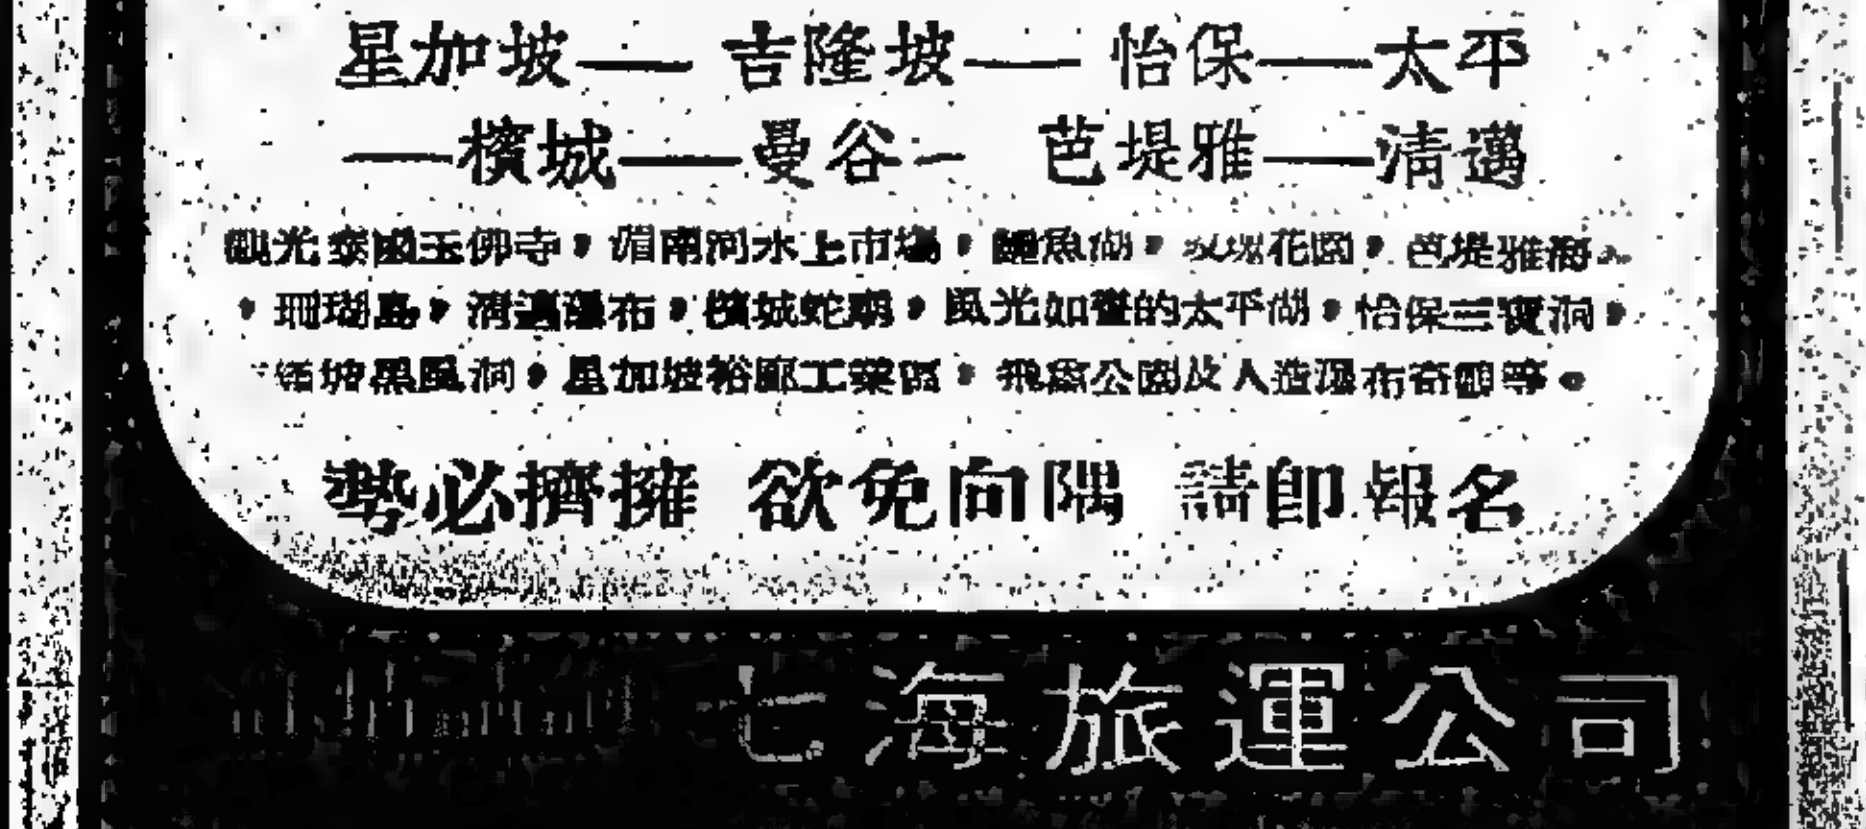 星加坡——吉隆坡——怡保——太平
——檳城——曼谷— 芭堤雅——清邁
觀光泰國玉佛寺，湄南河水上市場，鱷魚湖，玫瑰花園，芭堤雅海
，珊瑚島，清邁瀑布，檳城蛇廟，風光如畫的太平湖，怡保三寶洞，
坡黑風洞，星加坡裕廊工業區，飛禽公園及人造瀑布奇觀等。
勢必擠擁 欲免向隅 請即報名
七海旅運公司